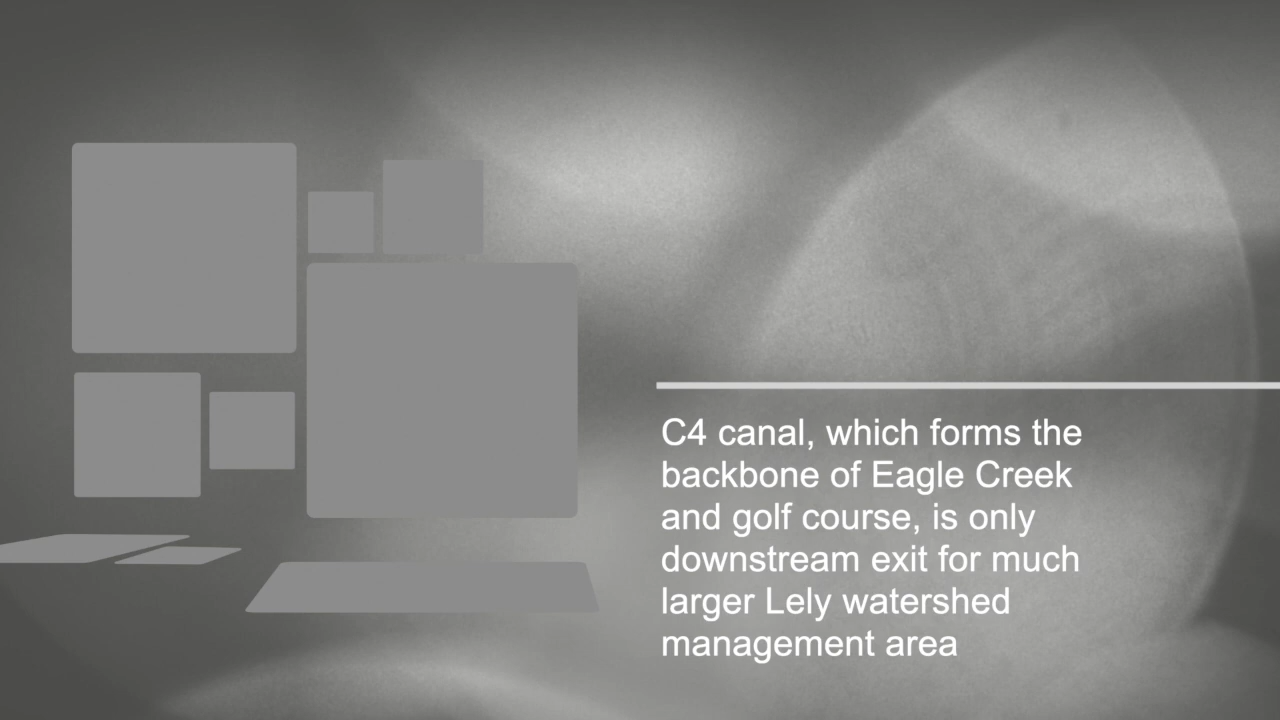 C4 canal, which forms the
backbone of Eagle Creek
and golf course, is only
downstream exit for much
larger Lely watershed
management area